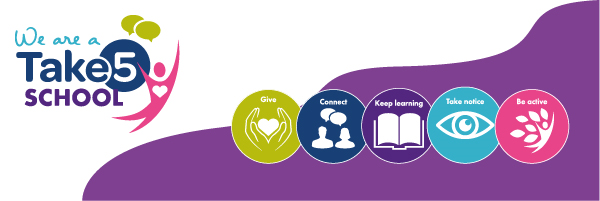 We are a
Take5
SCHOOL
Give
Connect
Keep learning
Take notice
Be active